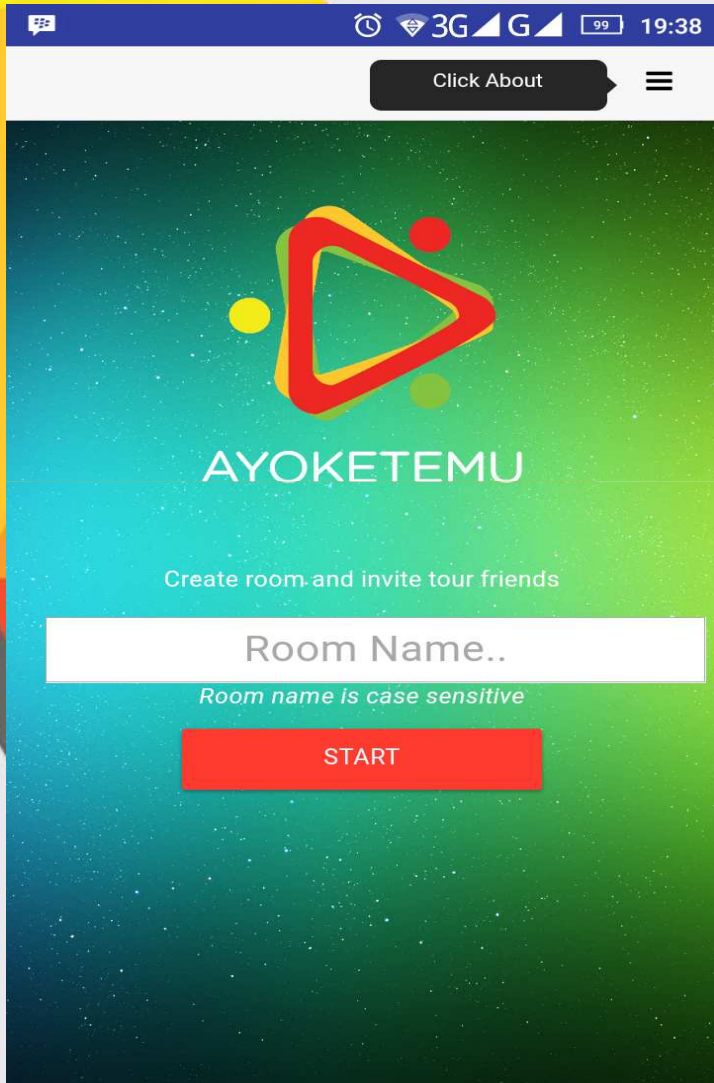 3G G 99 19:38
Click About
AYOKETEMU
Create room and invite tour friends
Room Name..
Room name is case sensitive
START